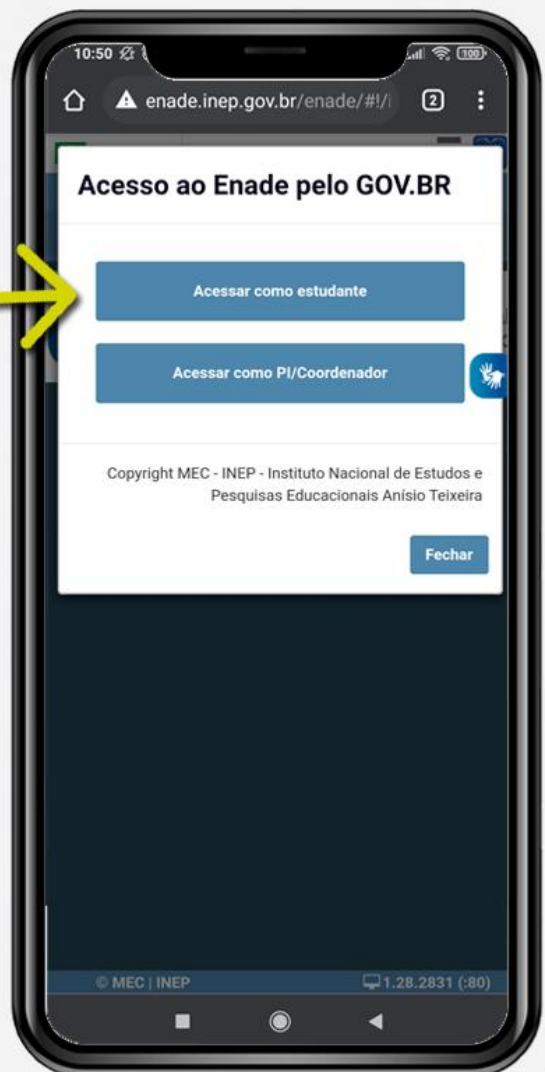 10:50
100
enade.inep.gov.br/enade/#!/i
2
Acesso ao Enade pelo GOV.BR
Acessar como estudante
Acessar como PI/Coordenador
Copyright MEC - INEP - Instituto Nacional de Estudos e
Pesquisas Educacionais Anísio Teixeira
Fechar
© MEC | INEP
1.28.2831 (:80)